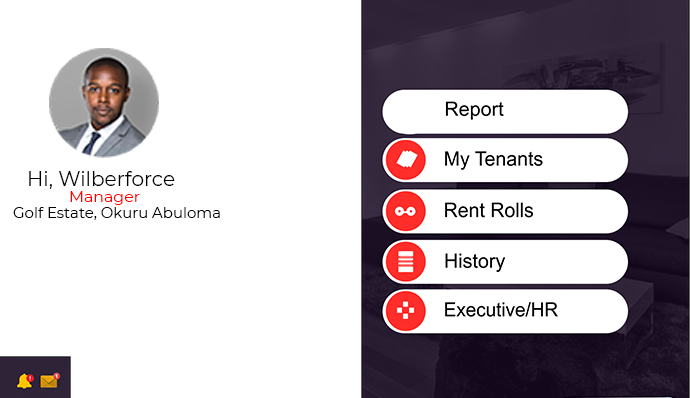 Hi, Wilberforce
Manager
Golf Estate, Okuru Abuloma
Report
My Tenants
Rent Rolls
History
Executive/HR